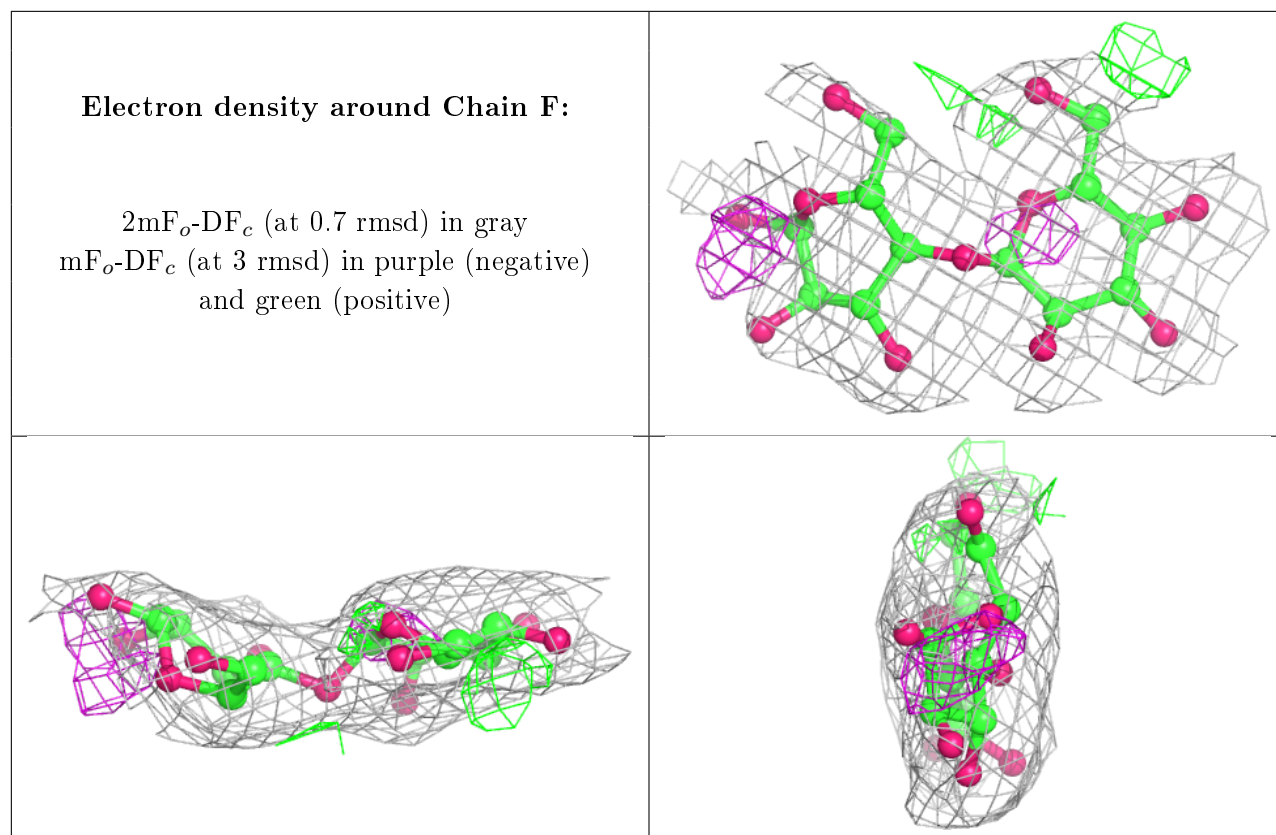 Electron density around Chain F:
2mFo-DFc (at 0.7 rmsd) in gray
mFo-DFc (at 3 rmsd) in purple (negative)
and green (positive)